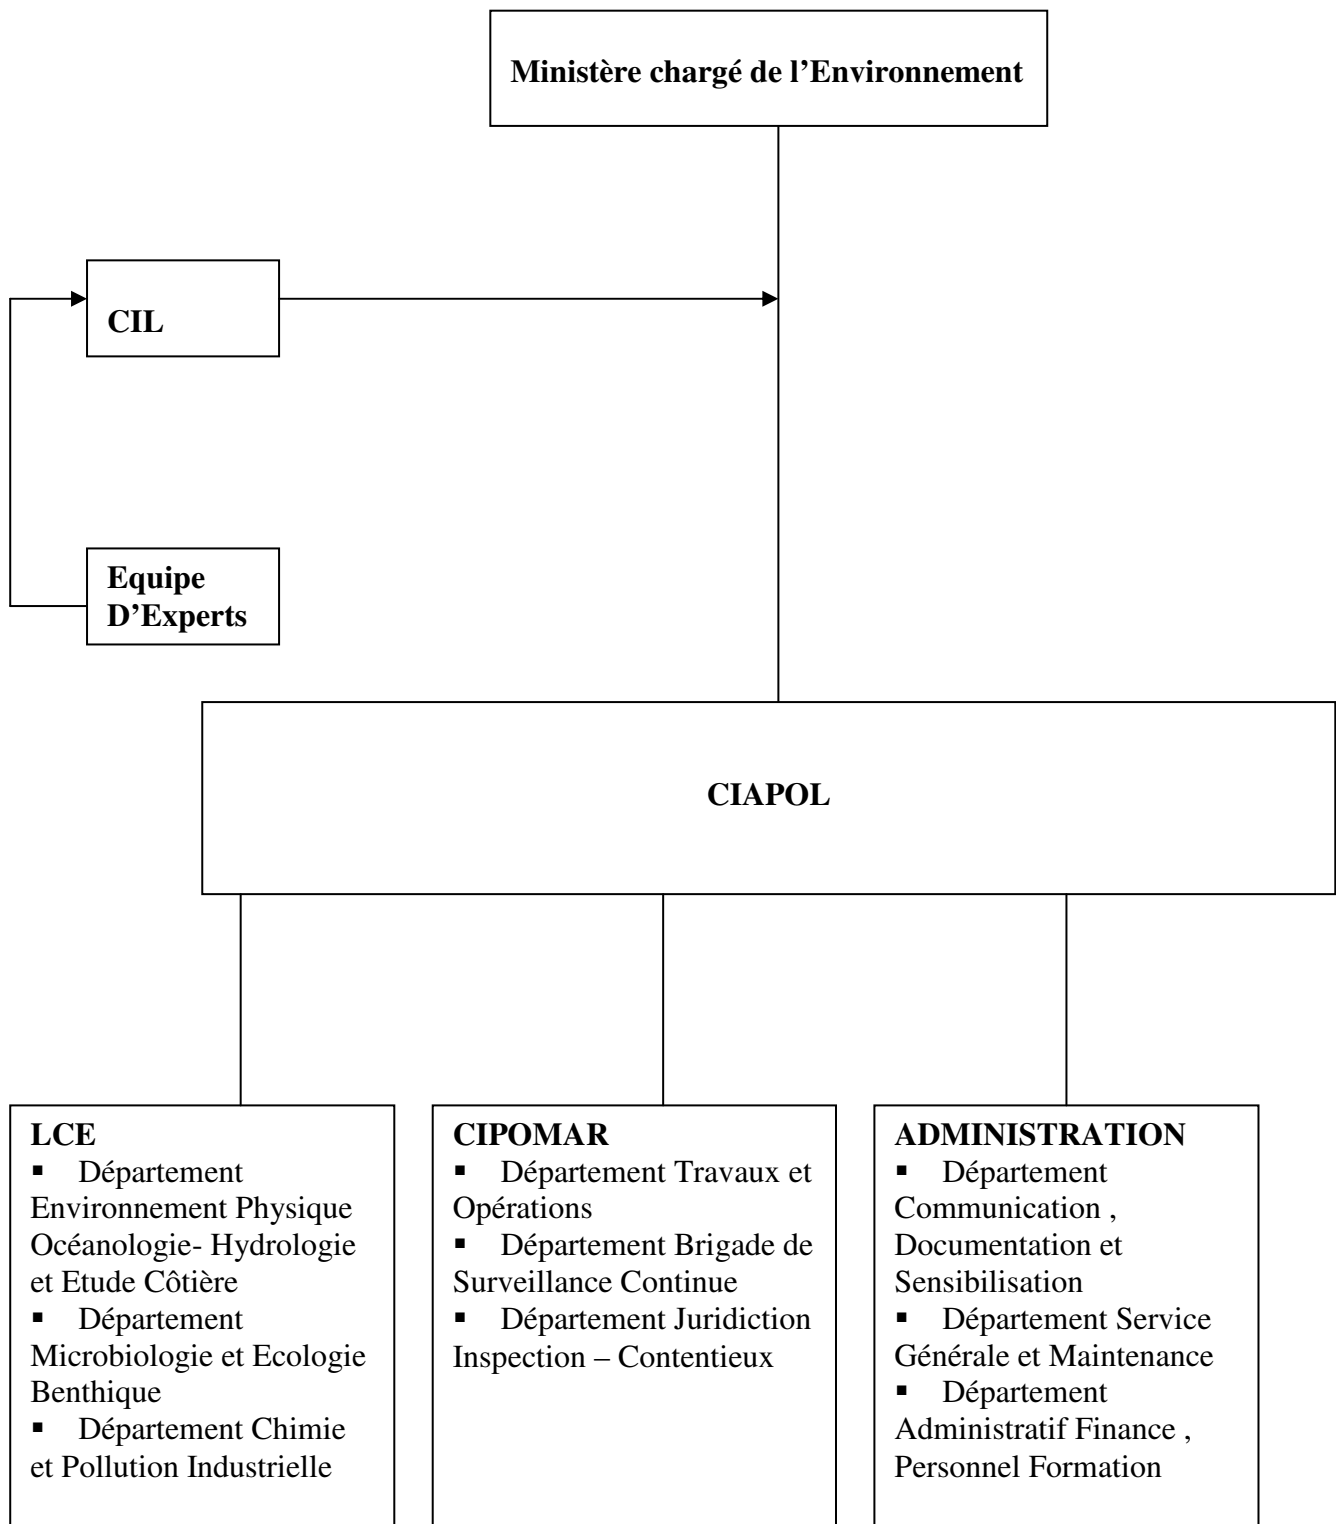 Ministère chargé de l’Environnement
CIL
Equipe
D’Experts
CIAPOL
LCE
▪ Département
Environnement Physique
Océanologie- Hydrologie
et Etude Côtière
▪ Département
Microbiologie et Ecologie
Benthique
▪ Département Chimie
et Pollution Industrielle
CIPOMAR
▪ Département Travaux et
Opérations
▪ Département Brigade de
Surveillance Continue
▪ Département Juridiction
Inspection – Contentieux
ADMINISTRATION
▪ Département
Communication ,
Documentation et
Sensibilisation
▪ Département Service
Générale et Maintenance
▪ Département
Administratif Finance ,
Personnel Formation